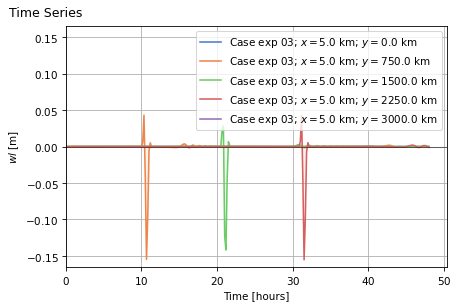 Time Series
Case exp 03; x = 5.0 km; y = 0.0 km
Case exp 03; x = 5.0 km; y = 750.0 km
Case exp 03; x = 5.0 km; y = 1500.0 km
Case exp 03; x = 5.0 km; y = 2250.0 km
Case exp 03; x = 5.0 km; y = 3000.0 km
0.15
0.10
0.05
0.00
−0.05
−0.10
−0.15
wl [m]
0 10 20 30 40 50
Time [hours]